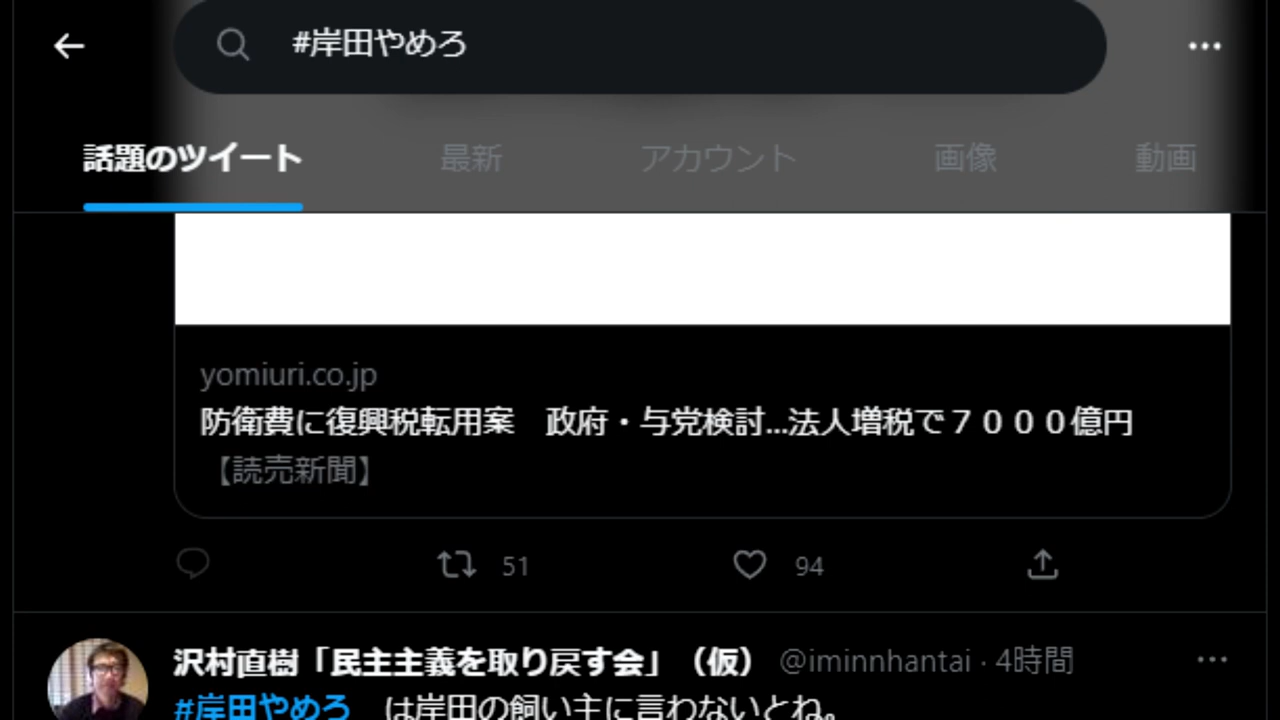 #岸田やめろ
話題のツイート 最新 アカウント 画像 動画
yomiuri.co.jp
防衛費に復興税転用案　政府・与党検討...法人増税で７０００億円
【読売新聞】
51 94
沢村直樹「民主主義を取り戻す会」（仮） @iminnhantai · 4時間
#岸田やめろ　は岸田の飼い主に言わないとね。